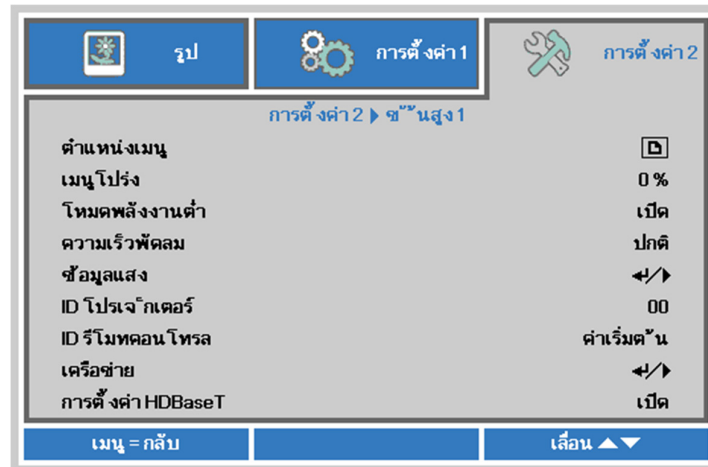 รูป
การตั้งค่า 1
การตั้งค่า 2
การตั้งค่า 2 ▶ ขั้นสูง 1
ตำแหน่งเมนู
เมนูโปร่ง 0 %
โหมดพลังงานต่ำ เปิด
ความเร็วพัดลม ปกติ
ข้อมูลแสง ↵/▶
ID โปรเจ็กเตอร์ 00
ID รีโมทคอนโทรล ค่าเริ่มต้น
เครือข่าย ↵/▶
การตั้งค่า HDBaseT เปิด
เมนู = กลับ
เลื่อน ▲▼